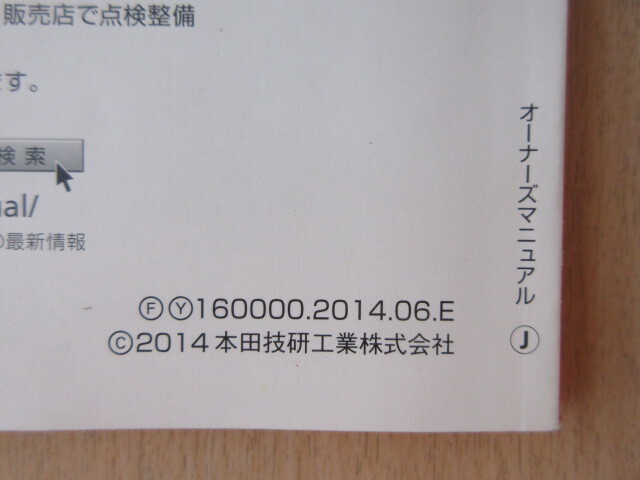 販売店で点検整備
ます。
検索
ual/
の最新情報
ⒻⓎ160000.2014.06.E
©2014 本田技研工業株式会社
オーナーズマニュアル Ⓙ